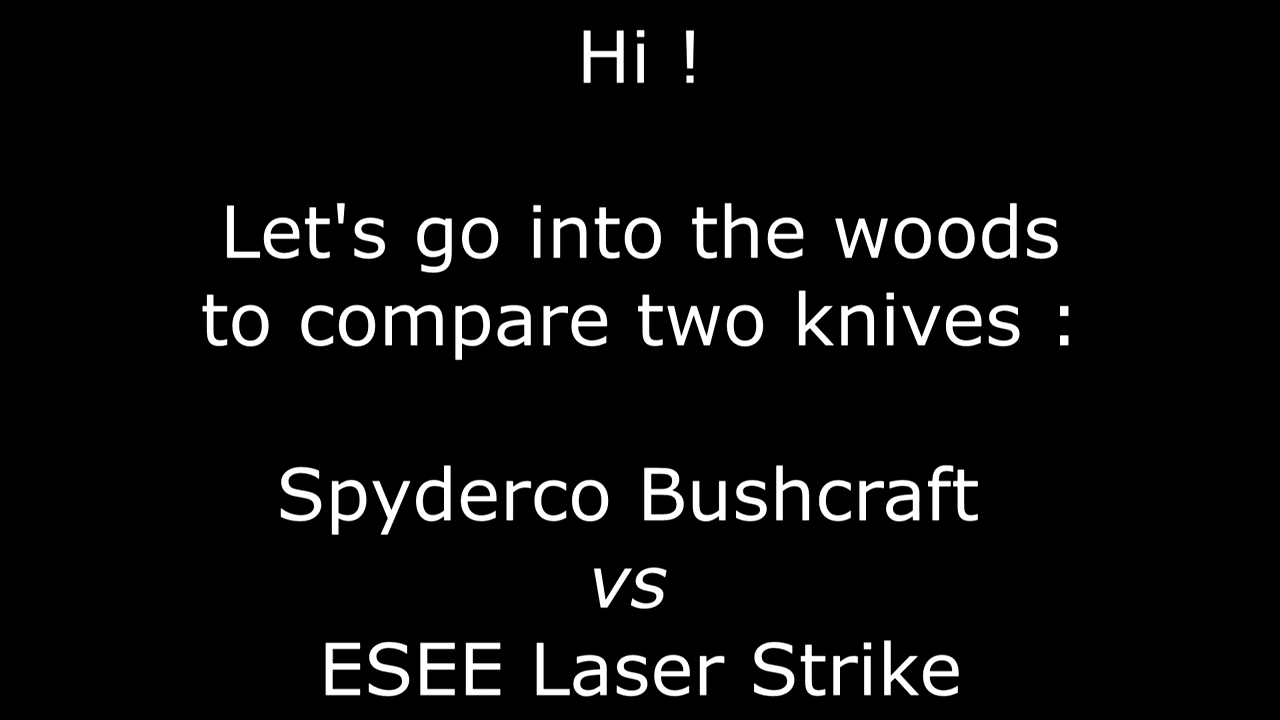 Hi !
Let's go into the woods
to compare two knives :
Spyderco Bushcraft
vs
ESEE Laser Strike